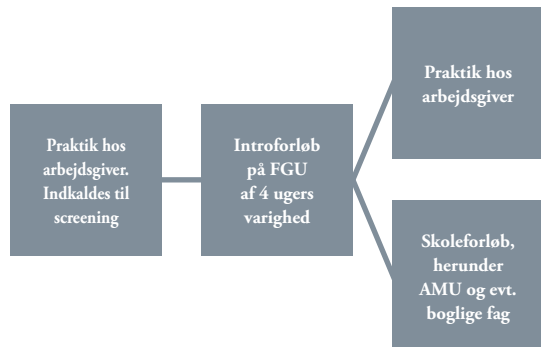 Praktik hos
arbejdsgiver.
Indkaldes til
screening
Introforløb
på FGU
af 4 ugers
varighed
Praktik hos
arbejdsgiver
Skoleforløb,
herunder
AMU og evt.
boglige fag